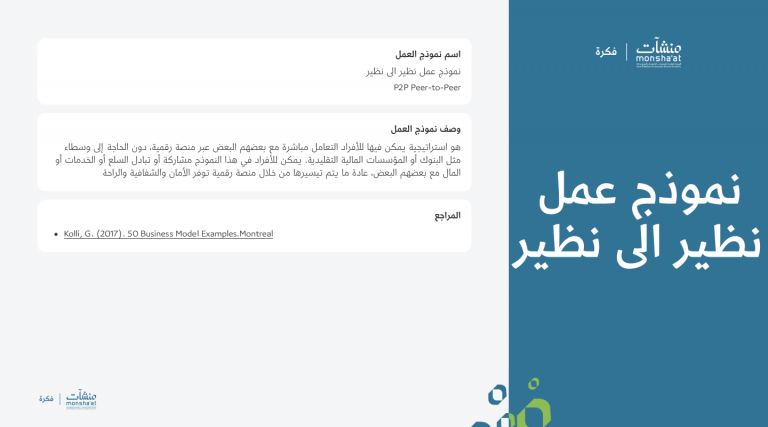 منشآت
monsha'at
فكرة
نموذج عمل
نظير الى نظير
اسم نموذج العمل
نموذج عمل نظير الى نظير
P2P Peer-to-Peer
وصف نموذج العمل
هو استراتيجية يمكن فيها للأفراد التعامل مباشرة مع بعضهم البعض عبر منصة رقمية، دون الحاجة إلى وسطاء
مثل البنوك أو المؤسسات المالية التقليدية. يمكن للأفراد في هذا النموذج مشاركة أو تبادل السلع أو الخدمات أو
المال مع بعضهم البعض، عادة ما يتم تيسيرها من خلال منصة رقمية توفر الأمان والشفافية والراحة
المراجع
• Kolli, G. (2017). 50 Business Model Examples.Montreal
منشآت
monsha'at
فكرة